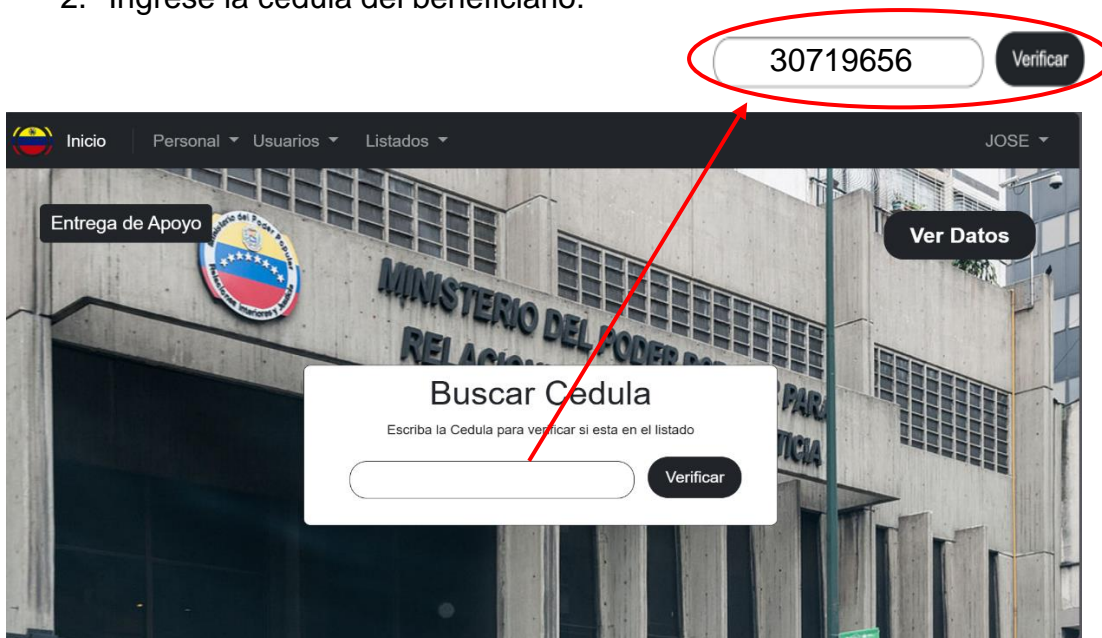 2. Ingrese la cedula del beneficiario.
30719656 Verificar
Inicio Personal Usuarios Listados JOSE
Entrega de Apoyo
Ver Datos
MINISTERIO DEL PODER POPULAR PARA
RELACIONES
Buscar Cedula
Escriba la Cedula para verificar si esta en el listado
Verificar